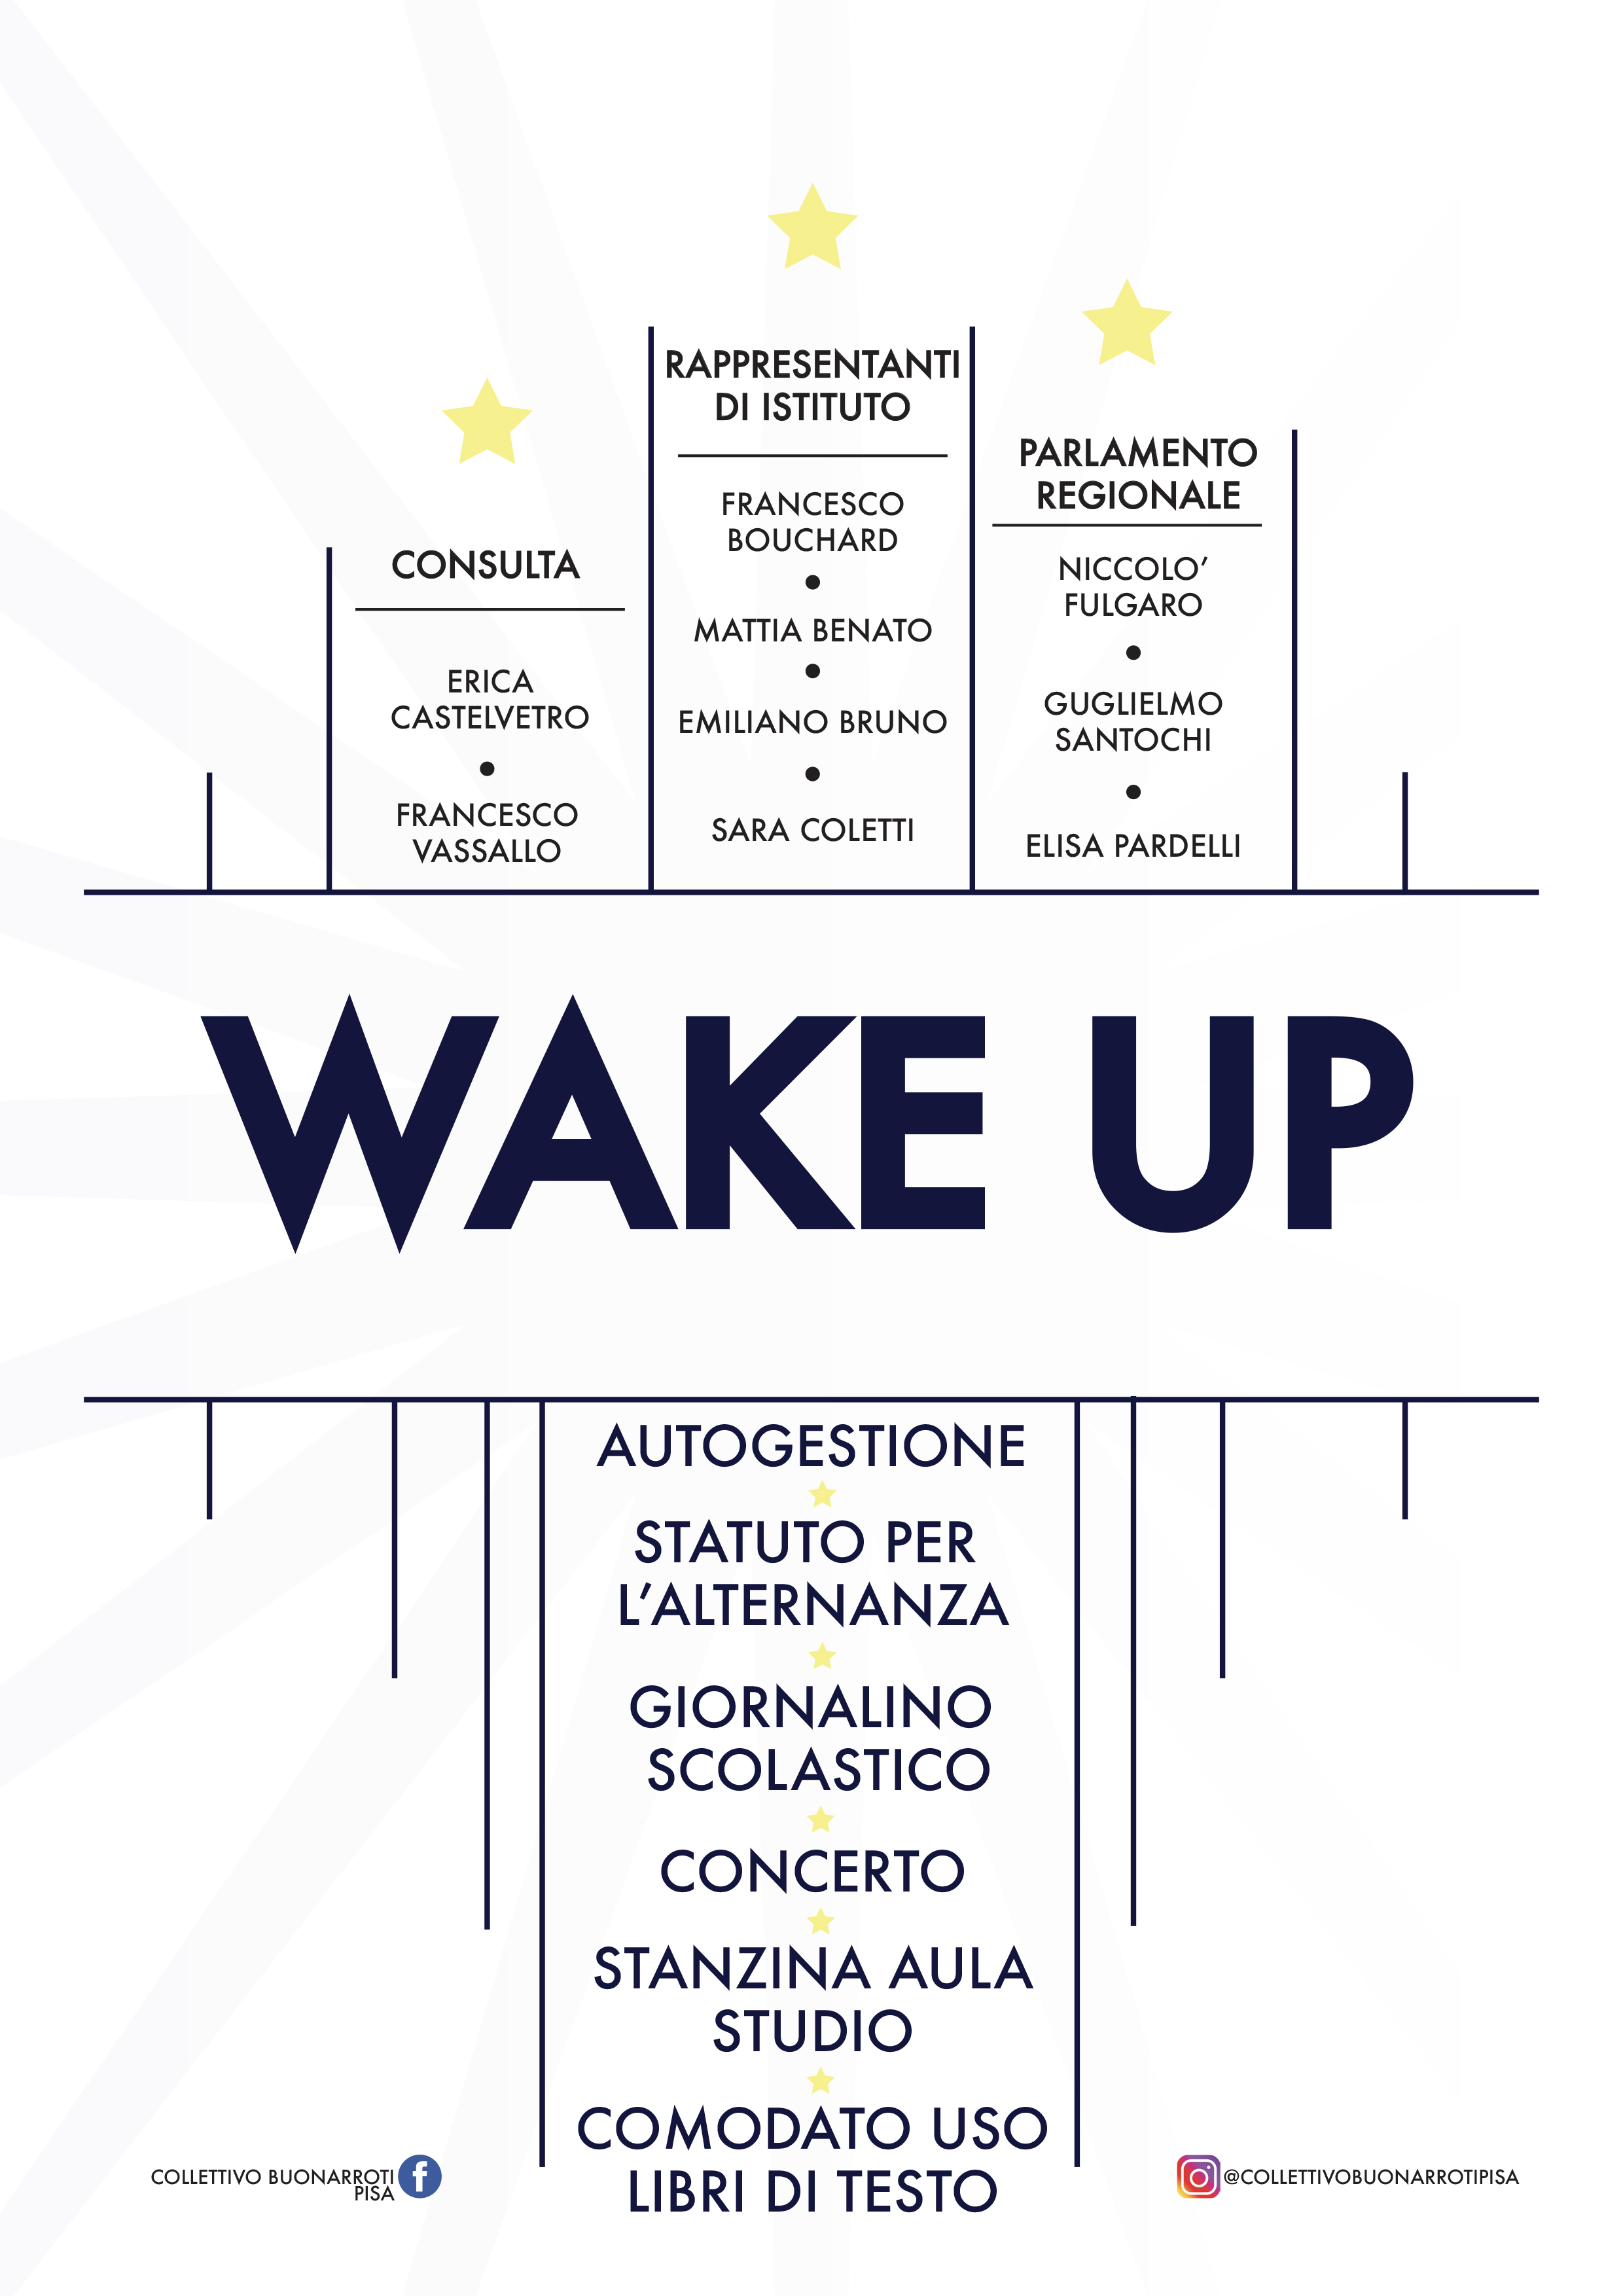 CONSULTA
ERICA
CASTELVETRO
FRANCESCO
VASSALLO
RAPPRESENTANTI
DI ISTITUTO
FRANCESCO
BOUCHARD
MATTIA BENATO
EMILIANO BRUNO
SARA COLETTI
PARLAMENTO
REGIONALE
NICCOLO’
FULGARO
GUGLIELMO
SANTOCHI
ELISA PARDELLI
WAKE UP
AUTOGESTIONE
STATUTO PER
L’ALTERNANZA
GIORNALINO
SCOLASTICO
CONCERTO
STANZINA AULA
STUDIO
COMODATO USO
LIBRI DI TESTO
COLLETTIVO BUONARROTI
PISA
@COLLETTIVOBUONARROTIPISA